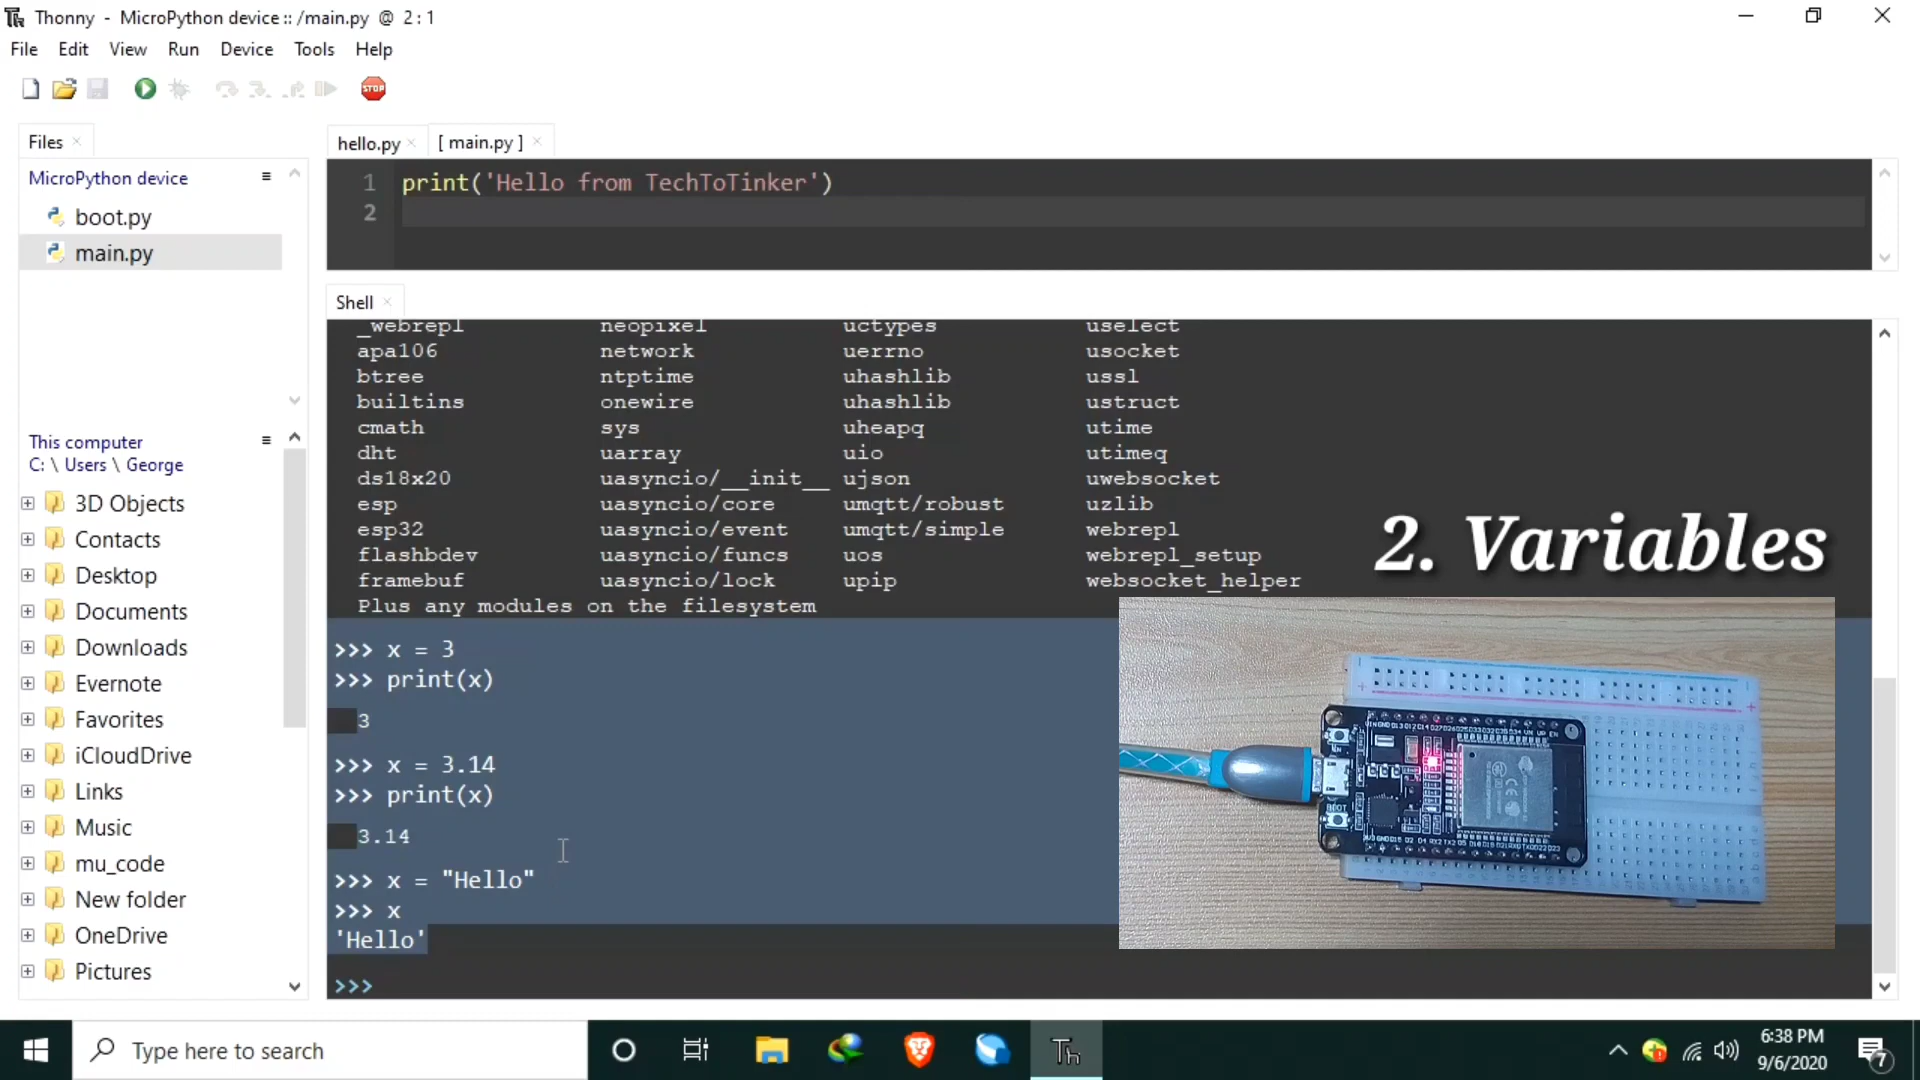 Thonny - MicroPython device :: /main.py @ 2 : 1
File Edit View Run Device Tools Help
STOP
Files
MicroPython device
boot.py
main.py
This computer
C: \ Users \ George
3D Objects
Contacts
Desktop
Documents
Downloads
Evernote
Favorites
iCloudDrive
Links
Music
mu_code
New folder
OneDrive
Pictures
hello.py [ main.py ]
1 print('Hello from TechToTinker')
2
Shell
_webrepl neopixel uctypes uselect
apa106 network uerrno usocket
btree ntptime uhashlib ussl
builtins onewire uhashlib ustruct
cmath sys uheapq utime
dht uarray uio utimeq
ds18x20 uasyncio/__init__ ujson uwebsocket
esp uasyncio/core umqtt/robust uzlib
esp32 uasyncio/event umqtt/simple webrepl
flashbdev uasyncio/funcs uos webrepl_setup
framebuf uasyncio/lock upip websocket_helper
Plus any modules on the filesystem
>>> x = 3
>>> print(x)
3
>>> x = 3.14
>>> print(x)
3.14
>>> x = "Hello"
>>> x
'Hello'
>>>
2. Variables
BOOT
Type here to search
Th
6:38 PM
9/6/2020
7